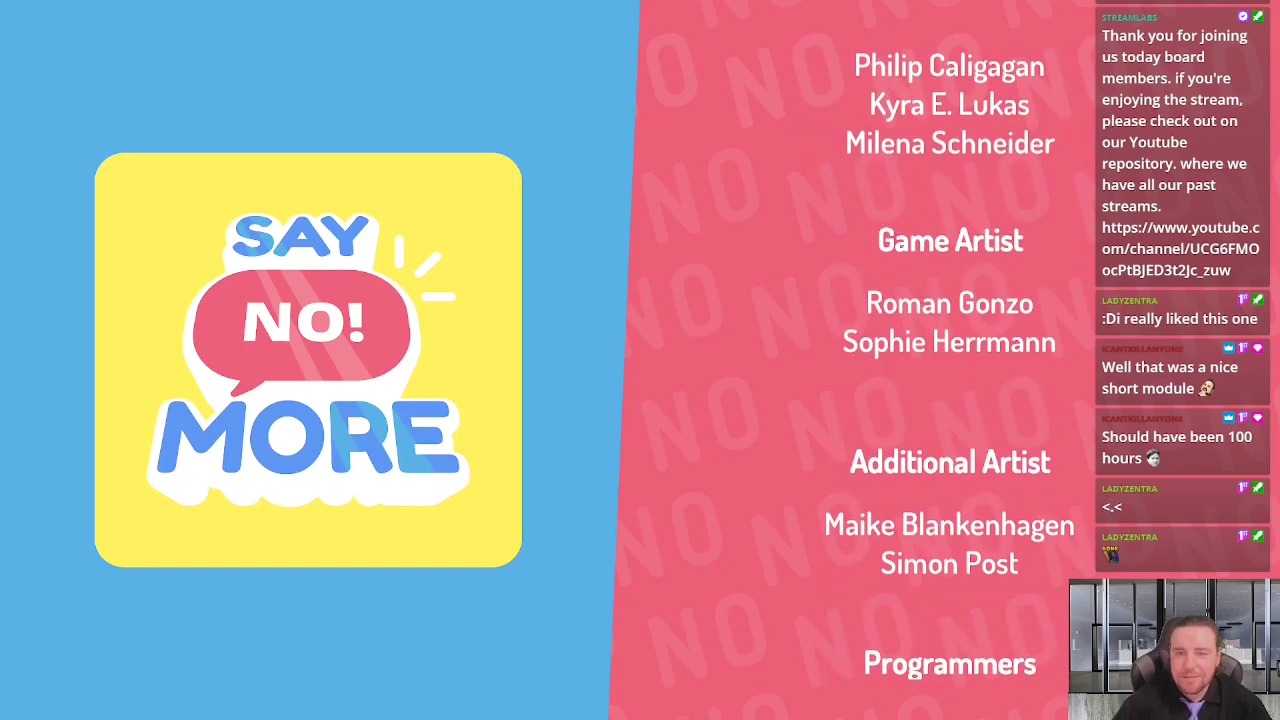 SAY
NO!
MORE
Philip Caligagan
Kyra E. Lukas
Milena Schneider
Game Artist
Roman Gonzo
Sophie Herrmann
Additional Artist
Maike Blankenhagen
Simon Post
Programmers
STREAMLABS
Thank you for joining
us today board
members. if you're
enjoying the stream,
please check out on
our Youtube
repository. where we
have all our past
streams.
https://www.youtube.c
om/channel/UCG6FMO
ocPtBJED3t2Jc_zuw
LADYZENTRA
:Di really liked this one
ICANTKILLANYONE
Well that was a nice
short module
ICANTKILLANYONE
Should have been 100
hours
LADYZENTRA
<.<
LADYZENTRA